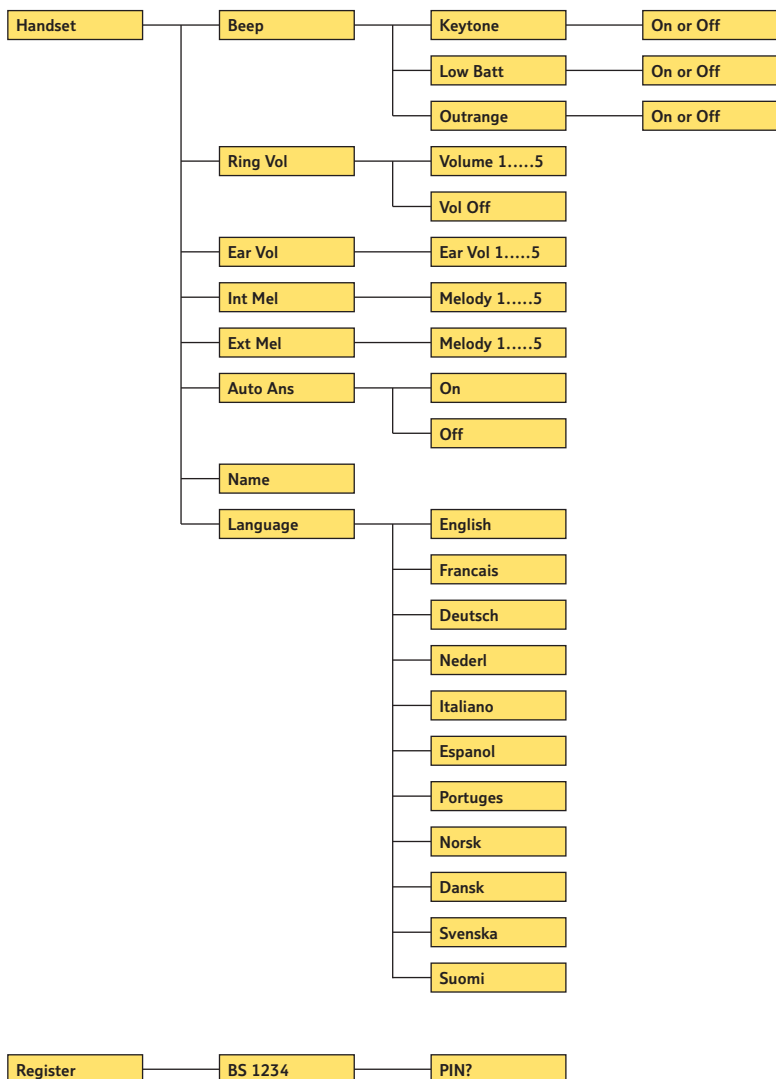 Handset Beep Keytone On or Off
Low Batt On or Off
Outrange On or Off
Ring Vol Volume 1.....5
Vol Off
Ear Vol Ear Vol 1.....5
Int Mel Melody 1.....5
Ext Mel Melody 1.....5
Auto Ans On
Off
Name
Language English
Francais
Deutsch
Nederl
Italiano
Espanol
Portuges
Norsk
Dansk
Svenska
Suomi
Register BS 1234 PIN?